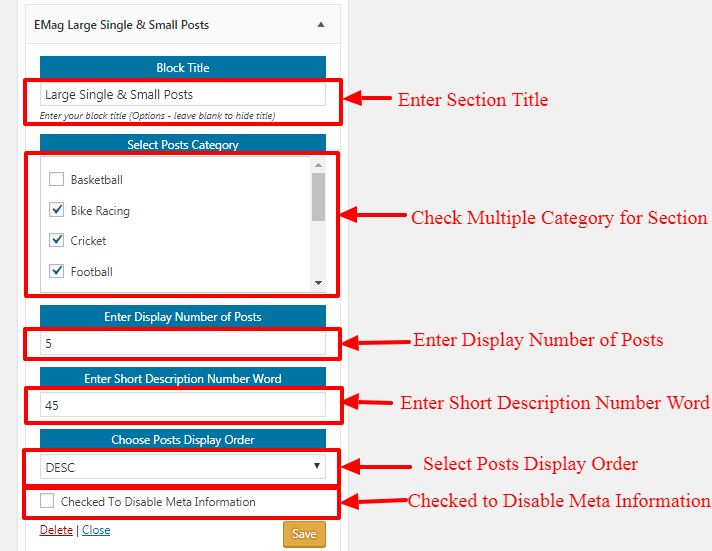 EMag Large Single & Small Posts
Block Title
Large Single & Small Posts
Enter Section Title
Enter your block title (Options - leave blank to hide title)
Select Posts Category
Basketball
Bike Racing
Check Multiple Category for Section
Cricket
Football
Enter Display Number of Posts
5
Enter Display Number of Posts
Enter Short Description Number Word
45
Enter Short Description Number Word
Choose Posts Display Order
DESC
Select Posts Display Order
Checked To Disable Meta Information
Checked to Disable Meta Information
Delete | Close
Save